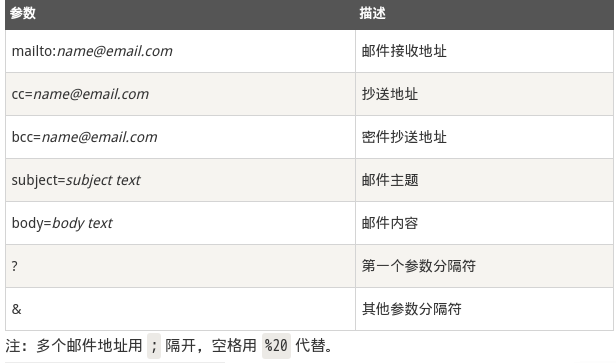 参数 描述
mailto:name@email.com 邮件接收地址
cc=name@email.com 抄送地址
bcc=name@email.com 密件抄送地址
subject=subject text 邮件主题
body=body text 邮件内容
? 第一个参数分隔符
& 其他参数分隔符
注：多个邮件地址用 ; 隔开，空格用 %20 代替。